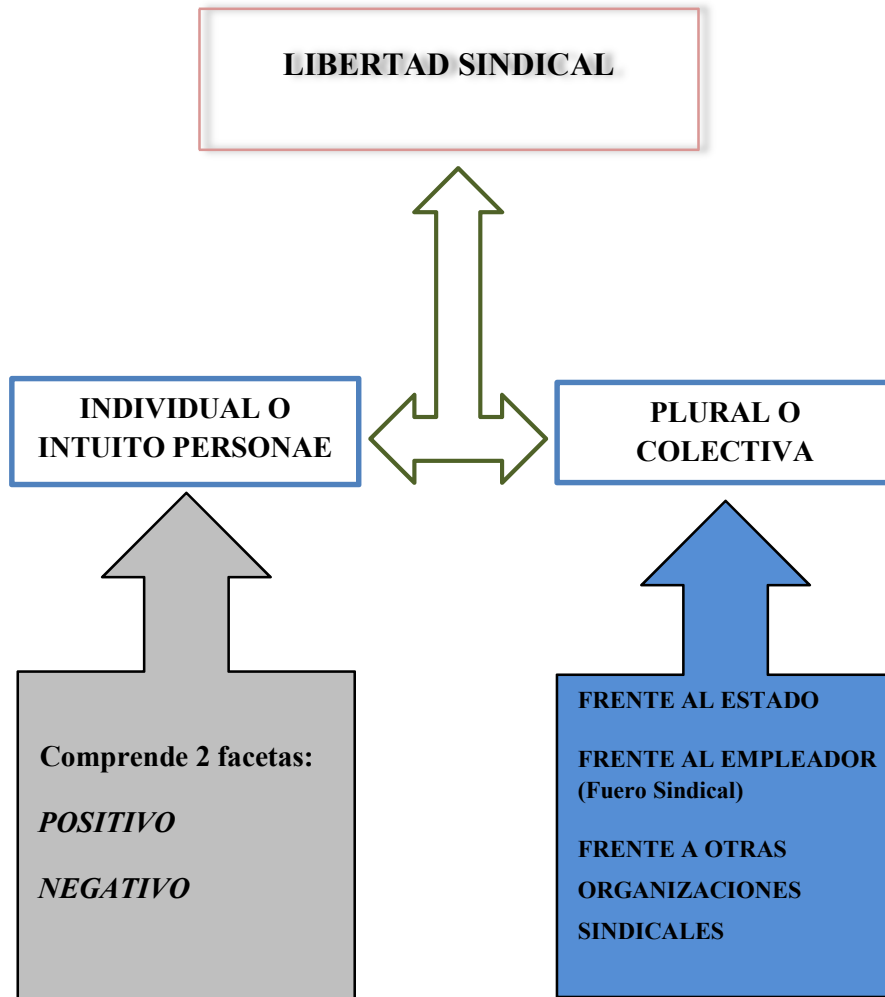 LIBERTAD SINDICAL
INDIVIDUAL O
INTUITO PERSONAE
PLURAL O
COLECTIVA
Comprende 2 facetas:
POSITIVO
NEGATIVO
FRENTE AL ESTADO
FRENTE AL EMPLEADOR
(Fuero Sindical)
FRENTE A OTRAS
ORGANIZACIONES
SINDICALES